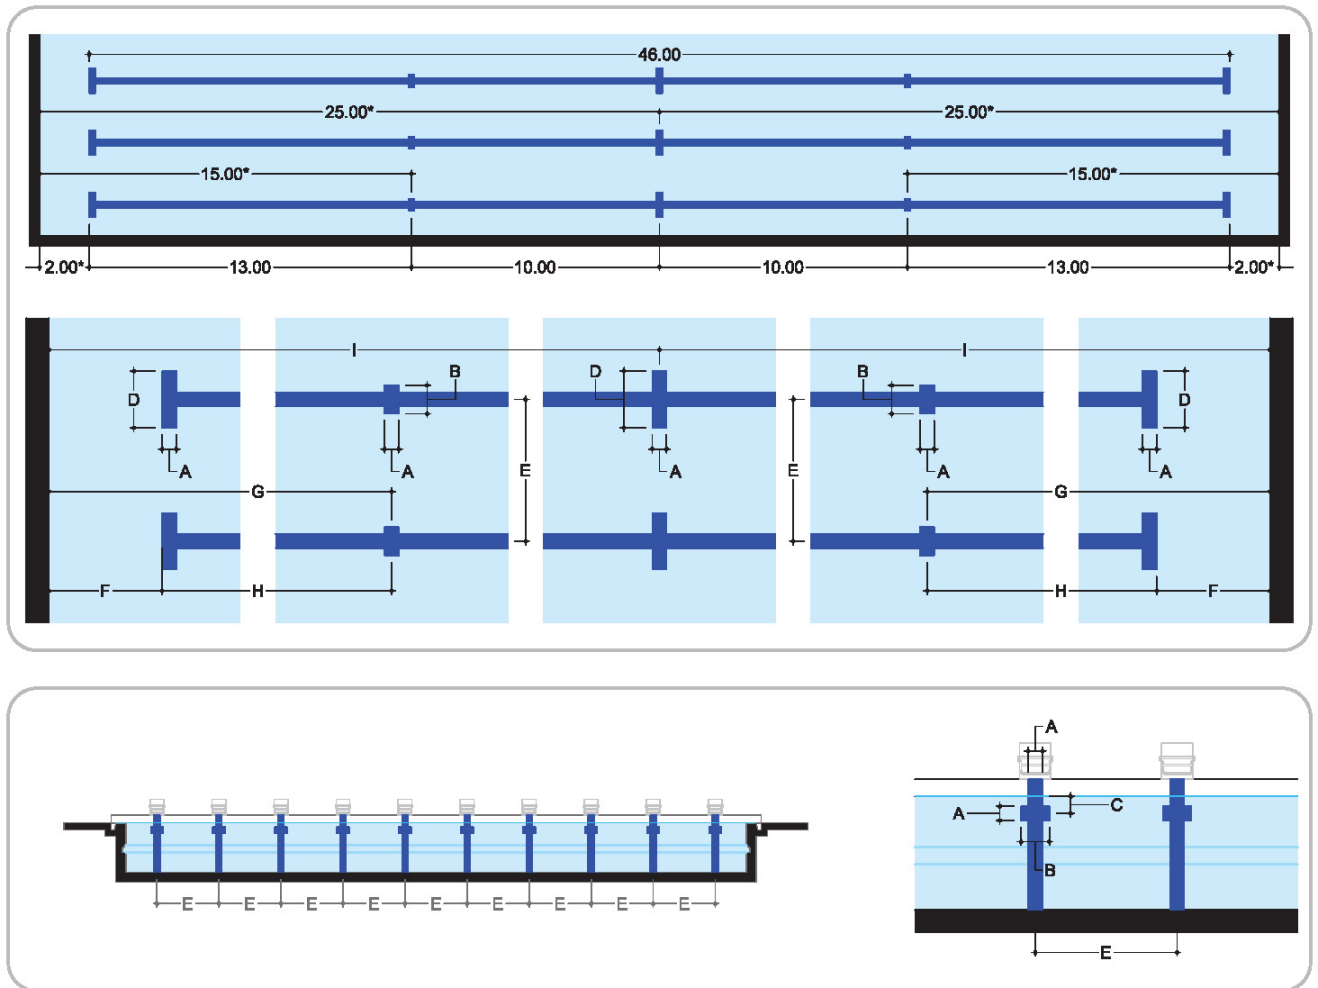 46.00
25.00* 25.00*
15.00* 15.00*
2.00* 13.00 10.00 10.00 13.00 2.00*
I I
B D B
D D
A A E A E A A
G G
F H H F
A
A C
B
E E E E E E E E E
E